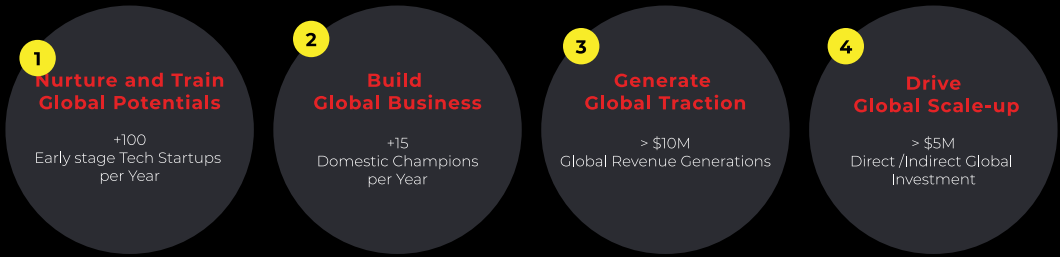 1
Nurture and Train
Global Potentials
+100
Early stage Tech Startups
per Year
2
Build
Global Business
+15
Domestic Champions
per Year
3
Generate
Global Traction
> $10M
Global Revenue Generations
4
Drive
Global Scale-up
> $5M
Direct /Indirect Global
Investment